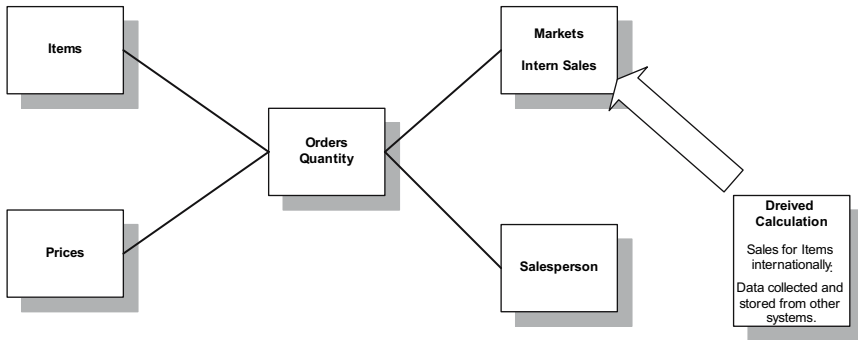 Items
Markets
Intern Sales
Orders
Quantity
Prices
Salesperson
Dreived
Calculation
Sales for Items
internationally;
Data collected and
stored from other
systems.